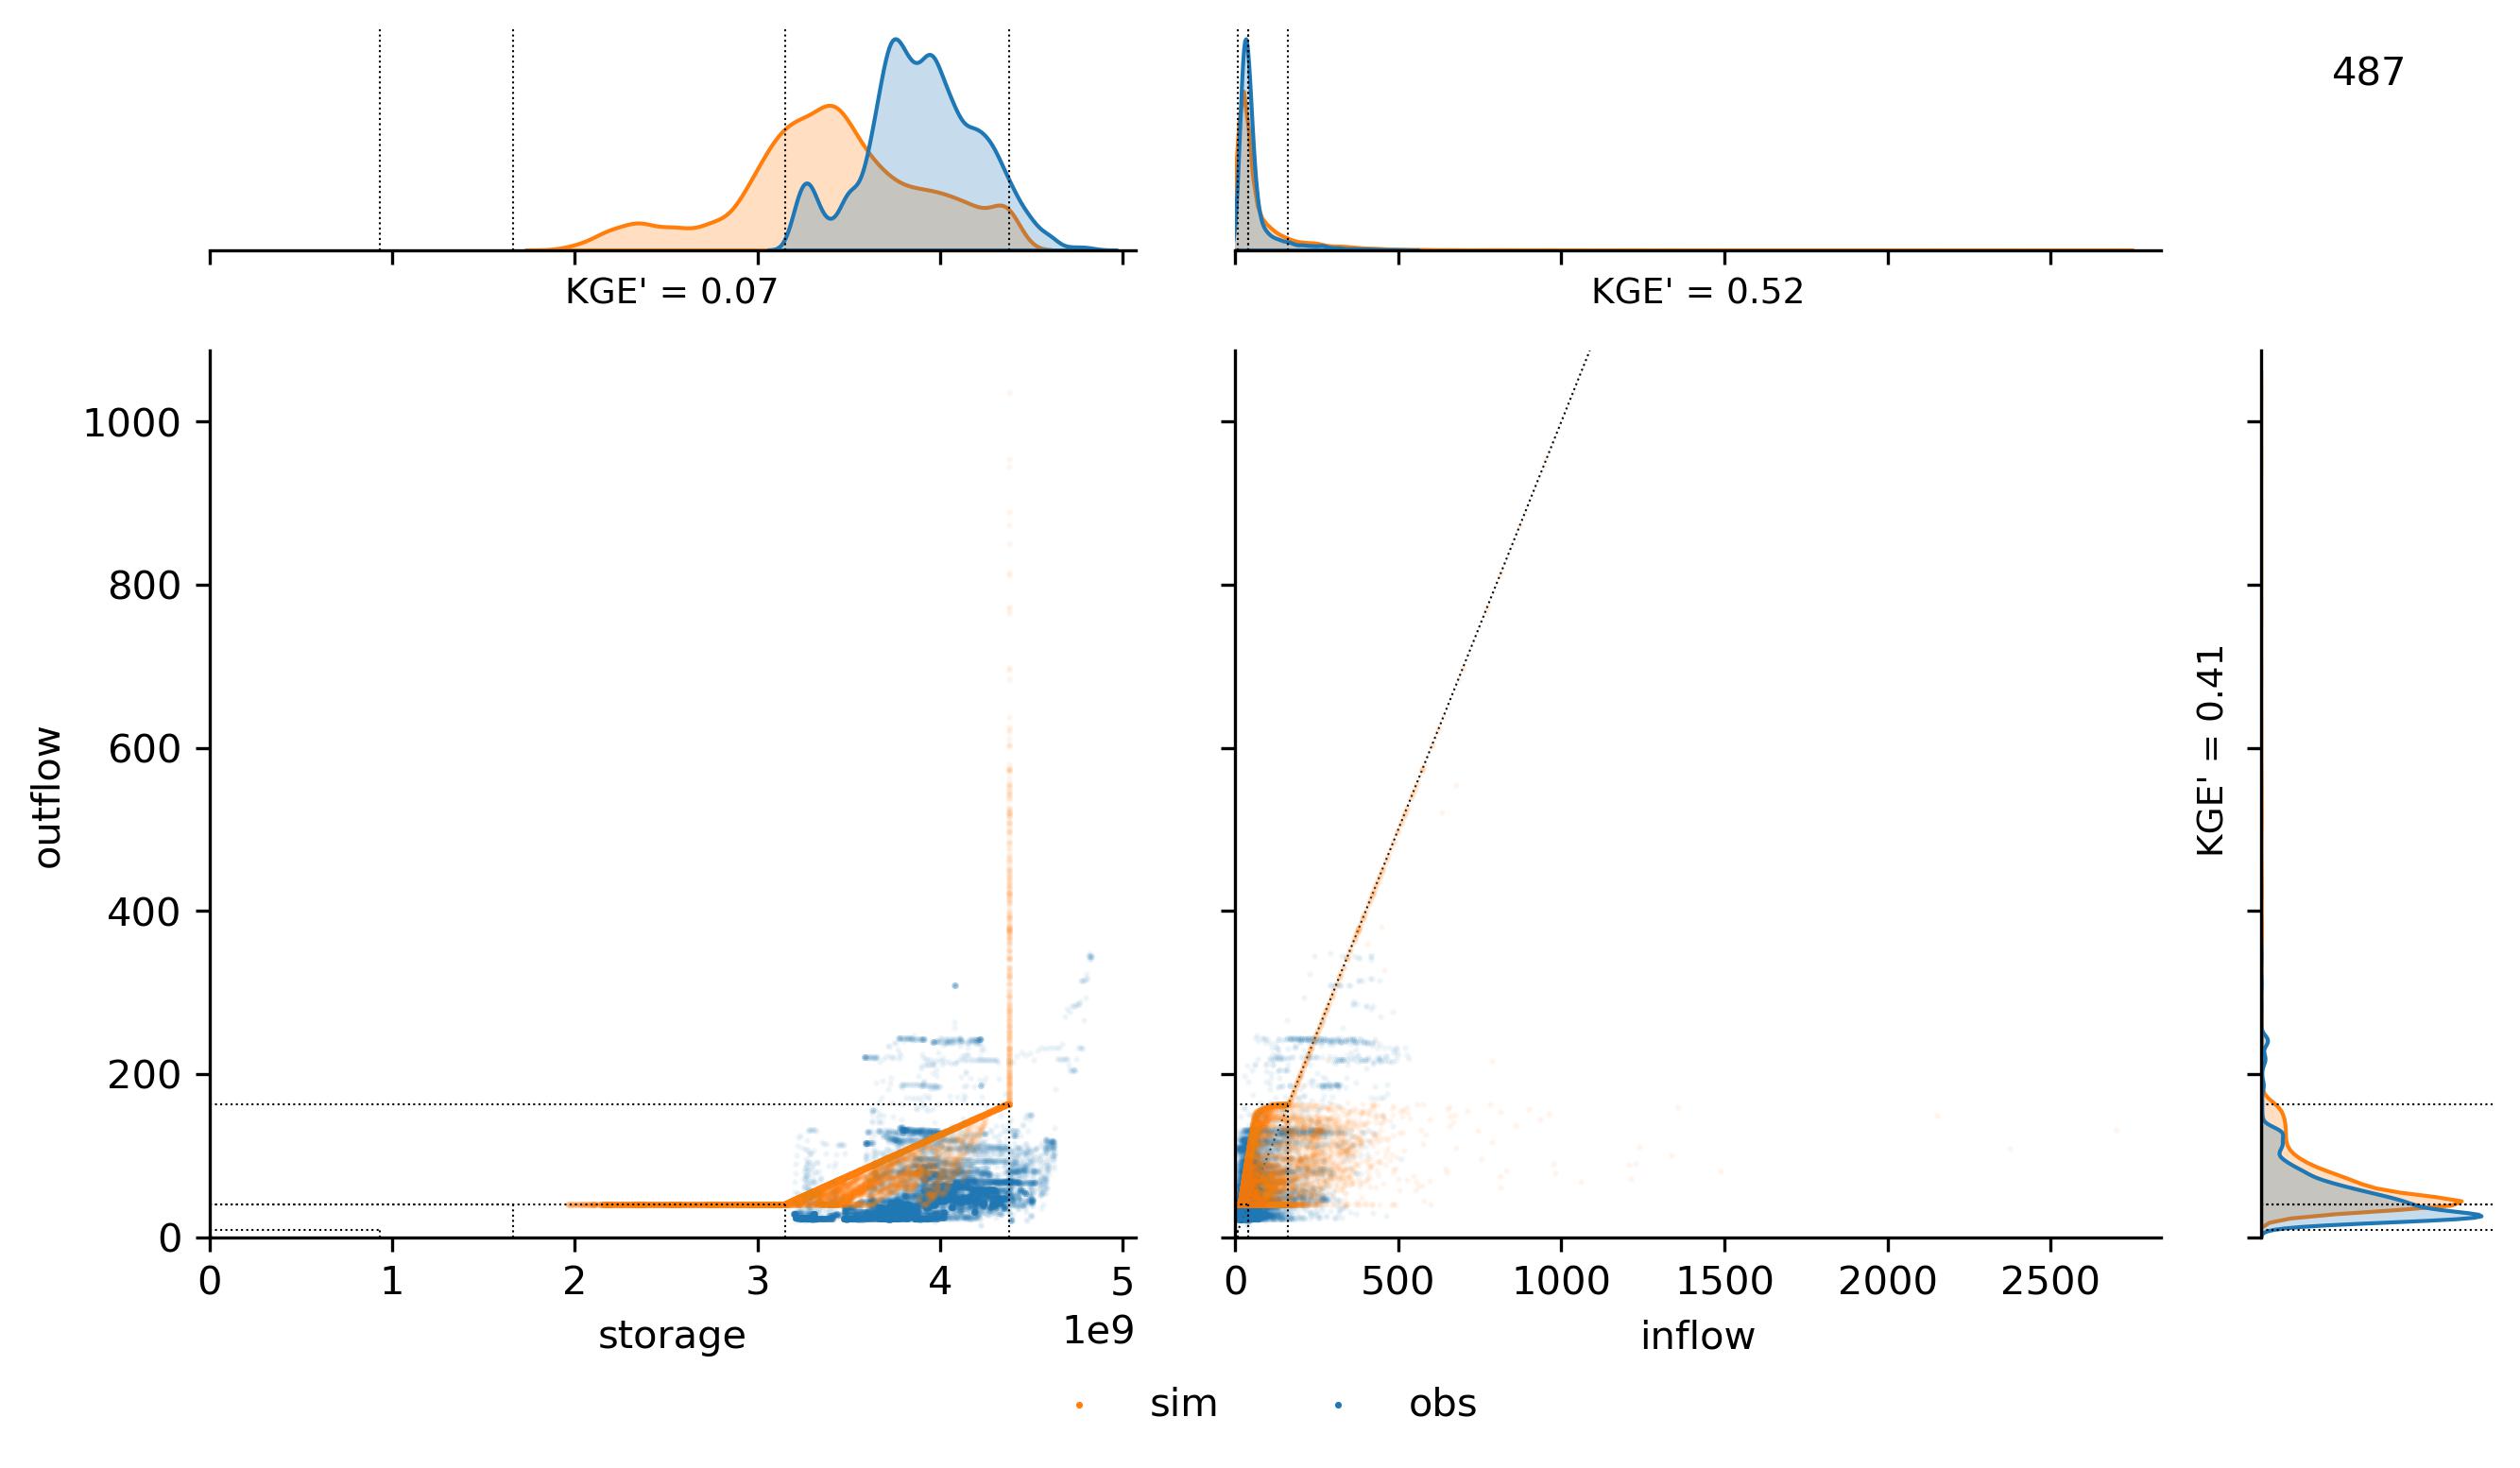 487
KGE' = 0.07
KGE' = 0.52
outflow
1000
800
600
400
200
0
KGE' = 0.41
0 1 2 3 4 5
1e9
storage
0 500 1000 1500 2000 2500
inflow
sim obs